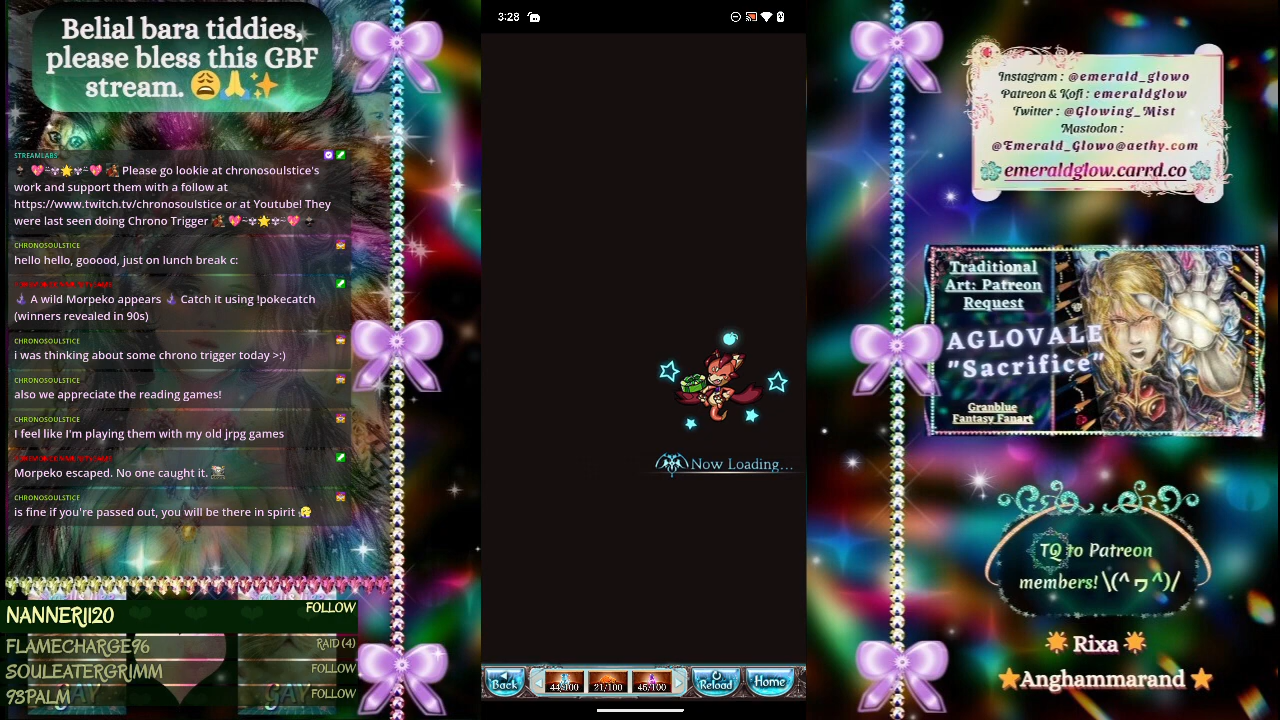 Belial bara tiddies,
please bless this GBF
stream. 😩🙏✨
STREAMLABS
Please go lookie at chronosoulstice's
work and support them with a follow at
https://www.twitch.tv/chronosoulstice or at Youtube! They
were last seen doing Chrono Trigger
CHRONOSOULSTICE
hello hello, gooood, just on lunch break c:
A wild Morpeko appears
Catch it using !pokecatch
(winners revealed in 90s)
CHRONOSOULSTICE
i was thinking about some chrono trigger today >:)
CHRONOSOULSTICE
also we appreciate the reading games!
CHRONOSOULSTICE
I feel like I'm playing them with my old jrpg games
Morpeko escaped. No one caught it.
CHRONOSOULSTICE
is fine if you're passed out, you will be there in spirit
NANNERJI20 FOLLOW
FLAMECHARGE96 RAID (4)
SOULEATERGRIMM FOLLOW
93PALM FOLLOW
3:28
Now Loading...
Back
44/100
21/100
45/100
Reload
Home
Instagram : @emerald_glowo
Patreon & Kofi : emeraldglow
Twitter : @Glowing_Mist
Mastodon :
@Emerald_Glowo@aethy.com
emeraldglow.carrd.co
Traditional
Art: Patreon
Request
AGLOVALE
"Sacrifice"
Granblue
Fantasy Fanart
TQ to Patreon
members! \(^ ヮ ^)/
Rixa
Anghammarand